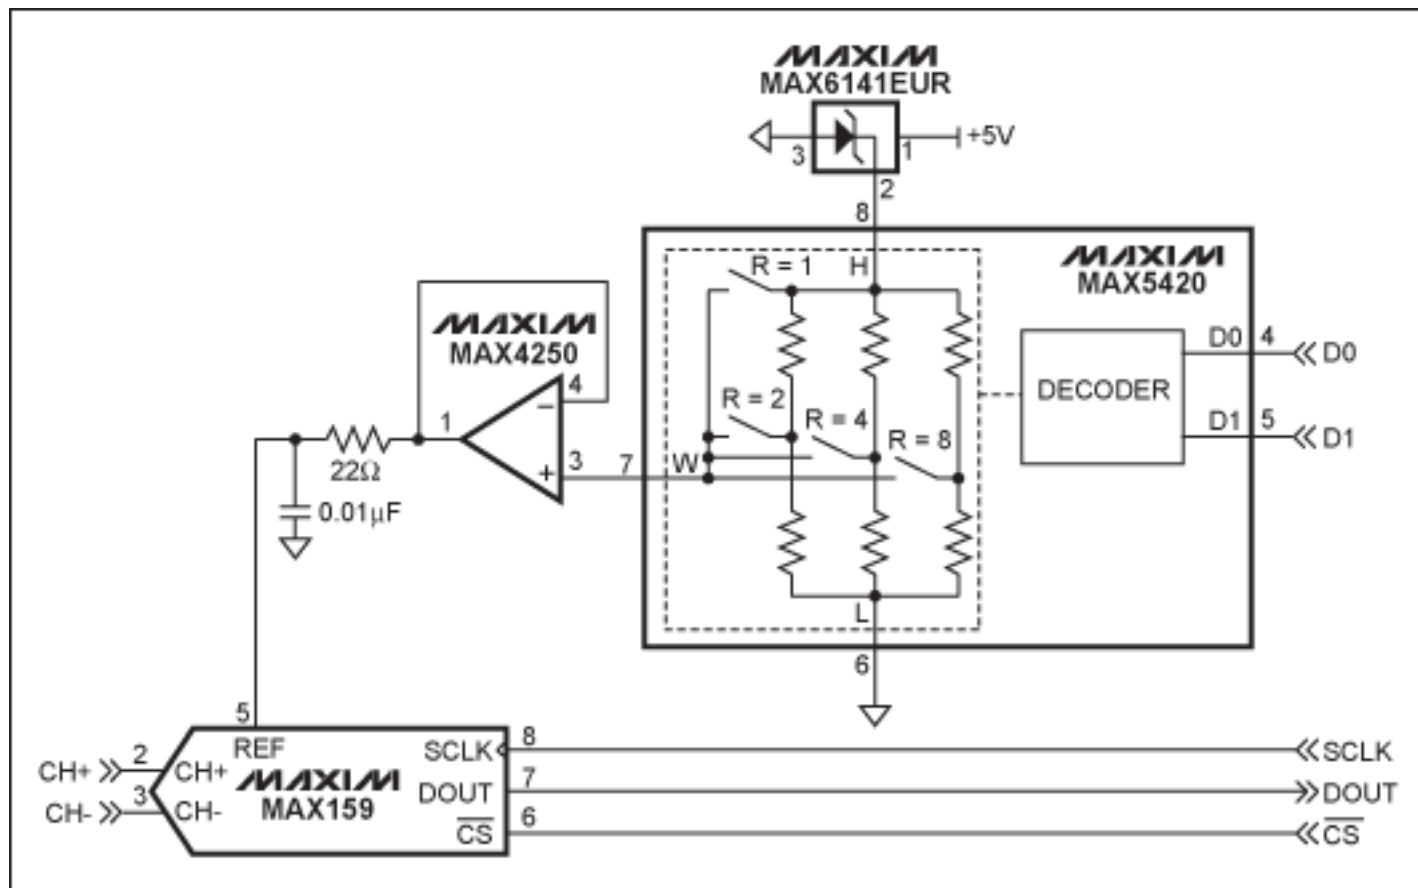 MAXIM
MAX6141EUR
3
1
+5V
2
8
MAXIM
MAX5420
R = 1
H
MAXIM
MAX4250
4
−
1
+
3
7
W
R = 2
R = 4
R = 8
DECODER
D0
4
D0
D1
5
D1
22Ω
0.01µF
L
6
5
REF
2
CH+
CH+
3
CH-
CH-
MAXIM
MAX159
SCLK
8
SCLK
DOUT
7
DOUT
CS
6
CS